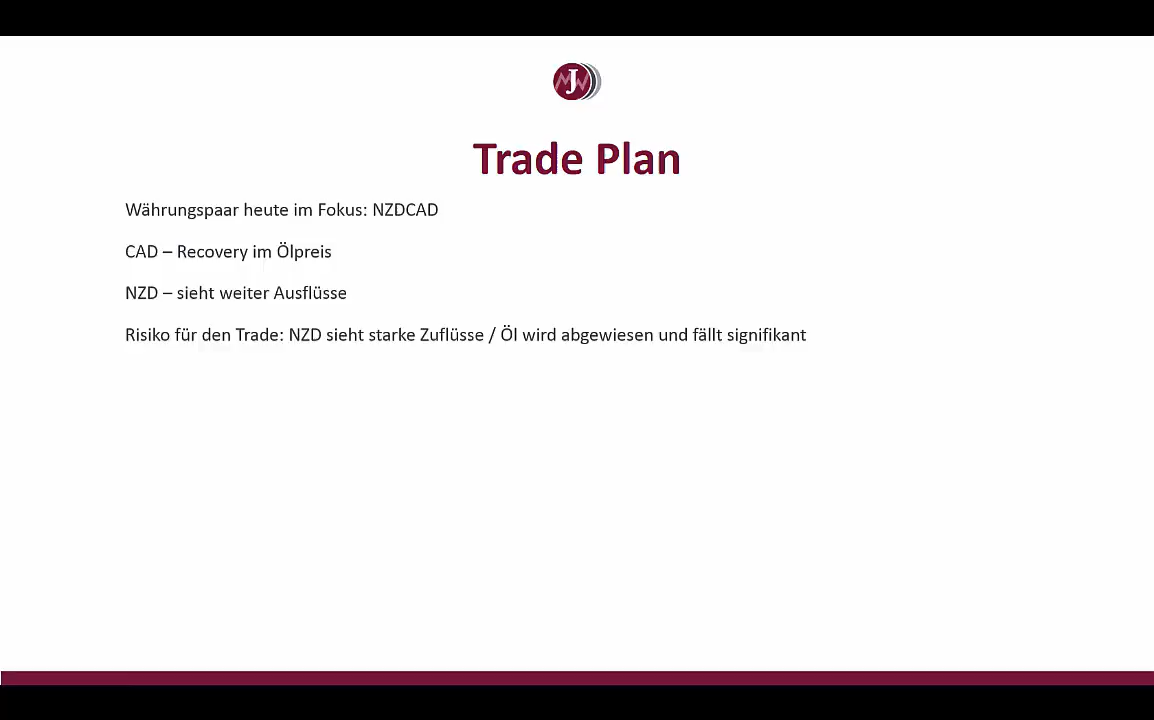 J
Trade Plan
Währungspaar heute im Fokus: NZDCAD
CAD – Recovery im Ölpreis
NZD – sieht weiter Ausflüsse
Risiko für den Trade: NZD sieht starke Zuflüsse / Öl wird abgewiesen und fällt signifikant